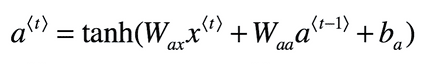 a^{⟨t⟩} = tanh(W_{ax}x^{⟨t⟩} + W_{aa}a^{⟨t−1⟩} + b_a)